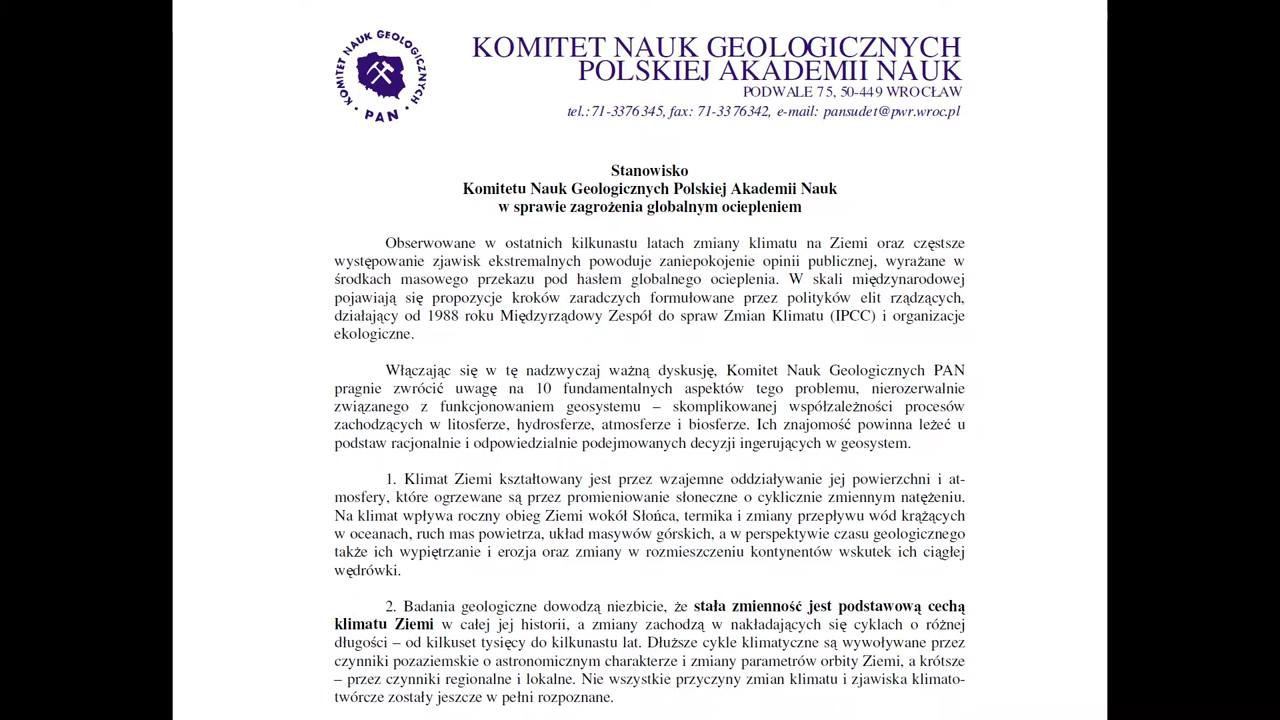 KOMITET NAUK GEOLOGICZNYCH
• PAN •
KOMITET NAUK GEOLOGICZNYCH
POLSKIEJ AKADEMII NAUK
PODWALE 75, 50-449 WROCŁAW
tel.: 71-3376345, fax: 71-3376342, e-mail: pansudet@pwr.wroc.pl
Stanowisko
Komitetu Nauk Geologicznych Polskiej Akademii Nauk
w sprawie zagrożenia globalnym ociepleniem
Obserwowane w ostatnich kilkunastu latach zmiany klimatu na Ziemi oraz częstsze
występowanie zjawisk ekstremalnych powoduje zaniepokojenie opinii publicznej, wyrażane w
środkach masowego przekazu pod hasłem globalnego ocieplenia. W skali międzynarodowej
pojawiają się propozycje kroków zaradczych formułowane przez polityków elit rządzących,
działający od 1988 roku Międzyrządowy Zespół do spraw Zmian Klimatu (IPCC) i organizacje
ekologiczne.
Włączając się w tę nadzwyczaj ważną dyskusję, Komitet Nauk Geologicznych PAN
pragnie zwrócić uwagę na 10 fundamentalnych aspektów tego problemu, nierozerwalnie
związanego z funkcjonowaniem geosystemu – skomplikowanej współzależności procesów
zachodzących w litosferze, hydrosferze, atmosferze i biosferze. Ich znajomość powinna leżeć u
podstaw racjonalnie i odpowiedzialnie podejmowanych decyzji ingerujących w geosystem.
1. Klimat Ziemi kształtowany jest przez wzajemne oddziaływanie jej powierzchni i at-
mosfery, które ogrzewane są przez promieniowanie słoneczne o cyklicznie zmiennym natężeniu.
Na klimat wpływa roczny obieg Ziemi wokół Słońca, termika i zmiany przepływu wód krążących
w oceanach, ruch mas powietrza, układ masywów górskich, a w perspektywie czasu geologicznego
także ich wypiętrzanie i erozja oraz zmiany w rozmieszczeniu kontynentów wskutek ich ciągłej
wędrówki.
2. Badania geologiczne dowodzą niezbicie, że stała zmienność jest podstawową cechą
klimatu Ziemi w całej jej historii, a zmiany zachodzą w nakładających się cyklach o różnej
długości – od kilkuset tysięcy do kilkunastu lat. Dłuższe cykle klimatyczne są wywoływane przez
czynniki pozaziemskie o astronomicznym charakterze i zmiany parametrów orbity Ziemi, a krótsze
– przez czynniki regionalne i lokalne. Nie wszystkie przyczyny zmian klimatu i zjawiska klimato-
twórcze zostały jeszcze w pełni rozpoznane.